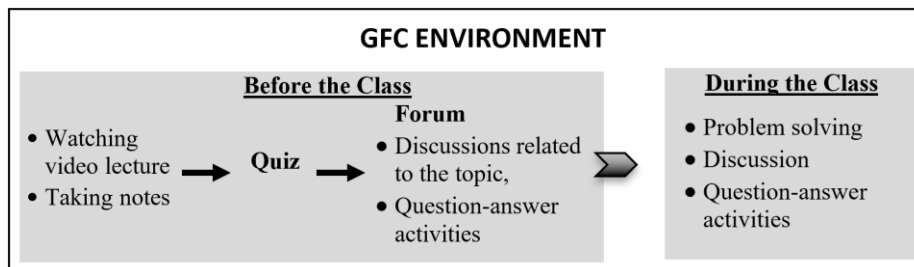 GFC ENVIRONMENT
Before the Class
• Watching
video lecture
• Taking notes
Quiz
Forum
• Discussions related
to the topic,
• Question-answer
activities
During the Class
• Problem solving
• Discussion
• Question-answer
activities